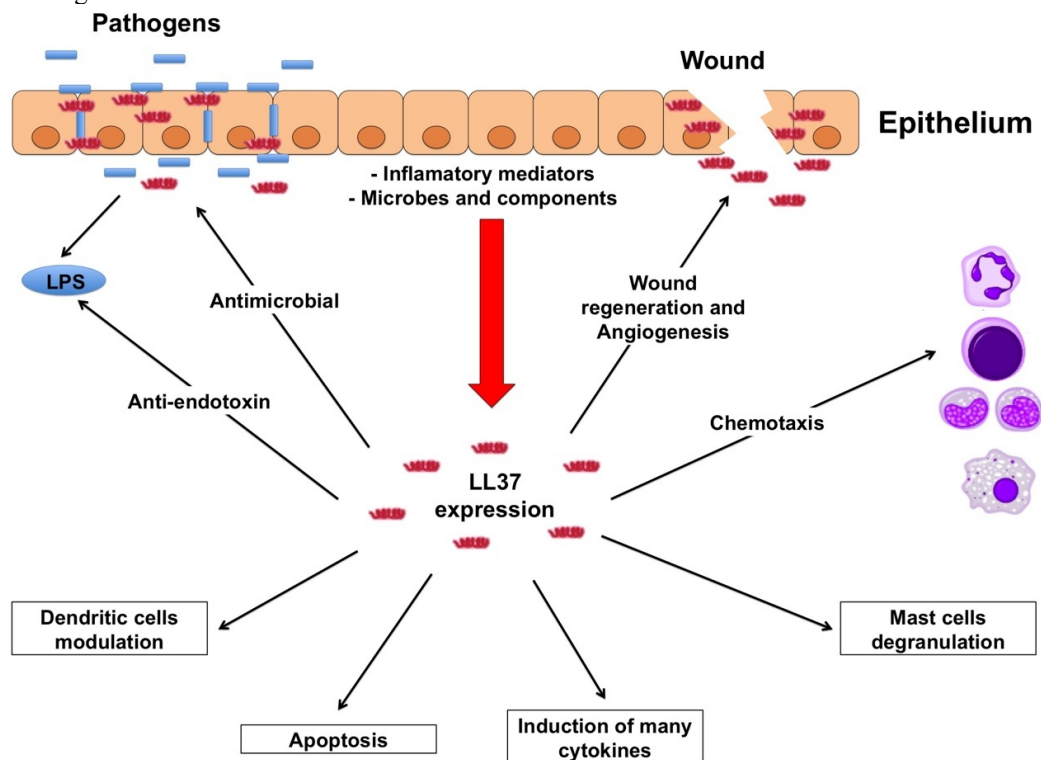 Pathogens
Wound
Epithelium
- Inflamatory mediators
- Microbes and components
LPS
Antimicrobial
Wound
regeneration and
Angiogenesis
Anti-endotoxin
Chemotaxis
LL37
expression
Dendritic cells
modulation
Mast cells
degranulation
Apoptosis
Induction of many
cytokines